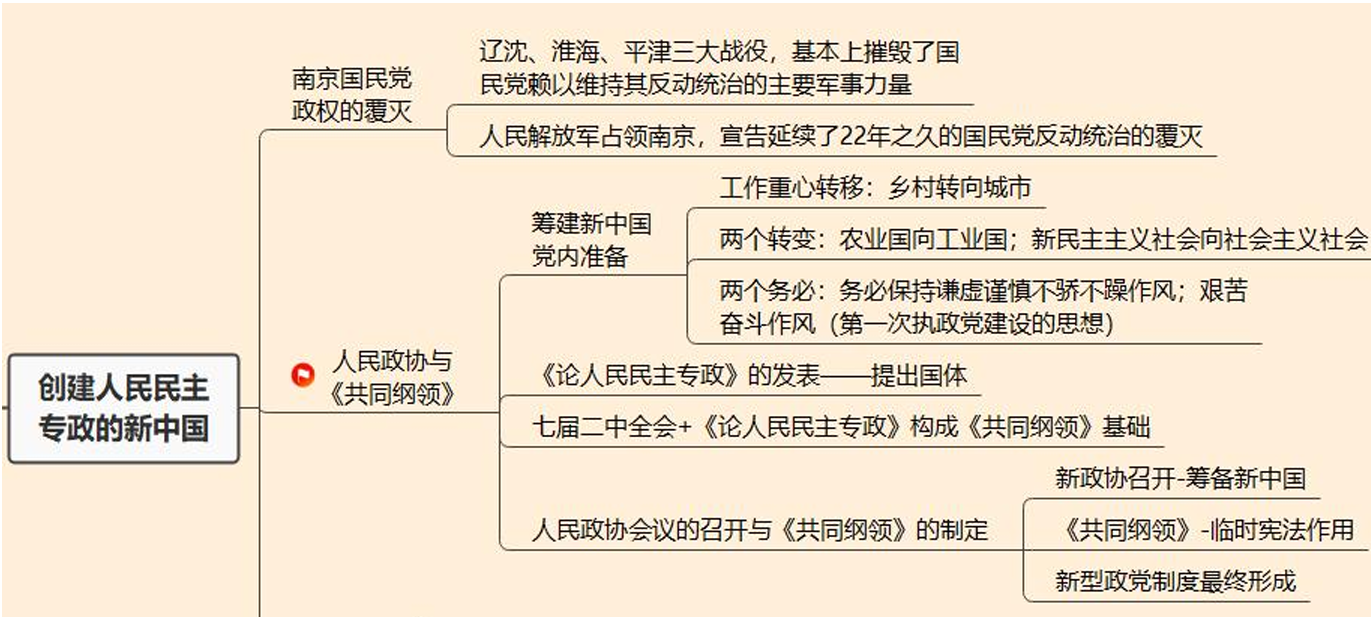 创建人民民主
专政的新中国
南京国民党
政权的覆灭
辽沈、淮海、平津三大战役，基本上摧毁了国
民党赖以维持其反动统治的主要军事力量
人民解放军占领南京，宣告延续了22年之久的国民党反动统治的覆灭
人民政协与
《共同纲领》
筹建新中国
党内准备
工作重心转移：乡村转向城市
两个转变：农业国向工业国；新民主主义社会向社会主义社会
两个务必：务必保持谦虚谨慎不骄不躁作风；艰苦
奋斗作风（第一次执政党建设的思想）
《论人民民主专政》的发表——提出国体
七届二中全会+《论人民民主专政》构成《共同纲领》基础
人民政协会议的召开与《共同纲领》的制定
新政协召开-筹备新中国
《共同纲领》-临时宪法作用
新型政党制度最终形成